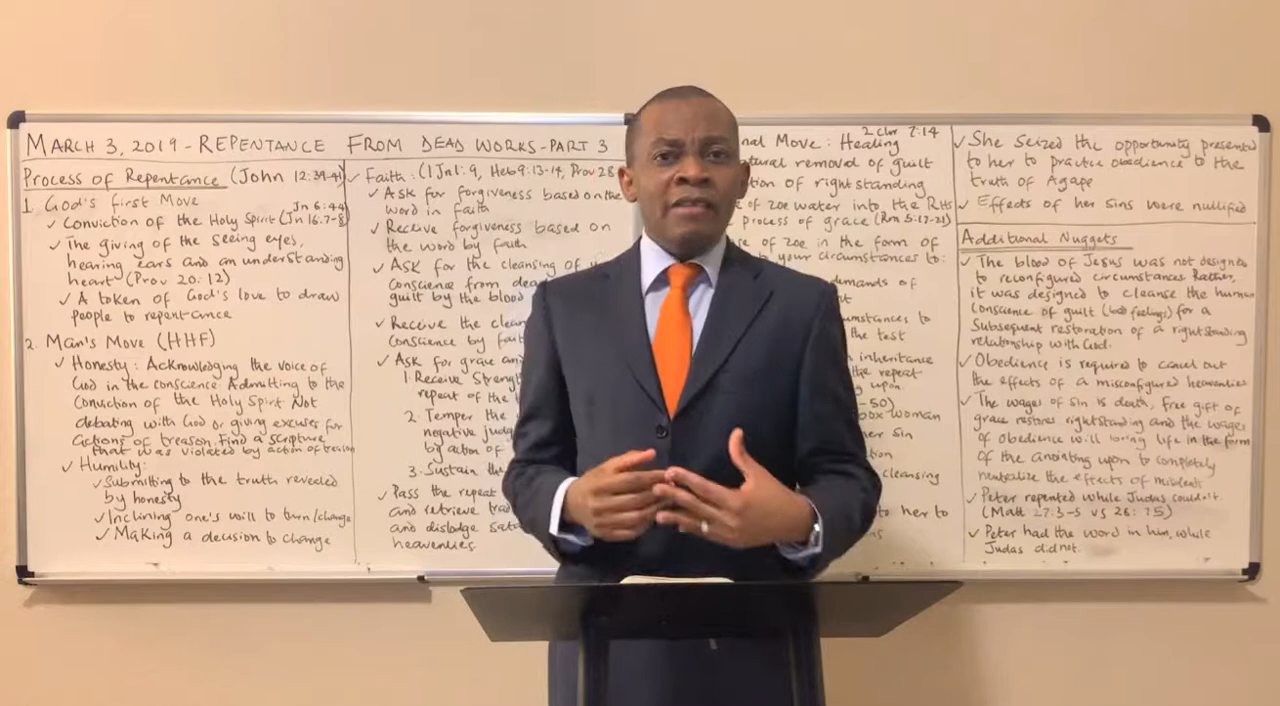 MARCH 3, 2019 - REPENTANCE FROM DEAD WORKS - PART 3
Process of Repentance (John 12:39-41)
1. God's first Move Jn 6:44
✓ Conviction of the Holy Spirit (Jn 16.7-8)
✓ The giving of the seeing eyes,
hearing ears and an understanding
heart (Prov 20:12)
✓ A token of God's love to draw
people to repentance
2. Man's Move (HHF)
✓ Honesty: Acknowledging the voice of
God in the conscience. Admitting to the
Conviction of the Holy Spirit Not
debating with God or giving excuses for
actions of treason. Find a scripture
that was violated by action of treason
✓ Humility:
✓ Submitting to the truth revealed
by honesty
✓ Inclining one's will to turn/change
✓ Making a decision to change
✓ Faith: (1 Jn 1:9, Heb 9:13-14, Prov 28
✓ Ask for forgiveness based on the
word in faith
✓ Receive forgiveness based on
the word by faith
✓ Ask for the cleansing of
Conscience from dead
guilt by the blood
✓ Receive the clean
Conscience by fait
✓ Ask for grace and
1. Receive Streng
repeat of the
2. Temper the
negative judg
by action of
3. Sustain the
✓ Pass the repeat
and retrieve
and dislodge sata
heavenlies.
2 chr 7:14
nal Move: Healing
tural removal of guilt
tion of rightstanding
e of zoe water into, the RHS
process of grace (Rm 5:17-21)
se of zoe in the form of
to your circumstances to:
demands of
umstances to
the test
inheritance
the repeat
upon.
-50)
box woman
her sin
tion
cleansing
to her to
✓ She seized the opportunity presented
to her to practice obedience to the
truth of Agape
✓ Effects of her sins were nullified
Additional Nuggets
✓ The blood of Jesus was not designed
to reconfigured circumstances Rather,
it was designed to cleanse the human
Conscience of guilt (bad feelings) for a
Subsequent restoration of a rightstanding
relationship with God.
✓ Obedience is required to cancel out
the effects of a misconfigured heavenlies
✓ The wages of sin is death, free gift of
grace restores rightstanding and the wages
of obedience will bring life in the form
of the anointing upon to completely
neutralize the effects of
✓ Peter repented while Judas couldn't.
(Matt 27:3-5 vs 26:75)
✓ Peter had the word in him, while
Judas did not.